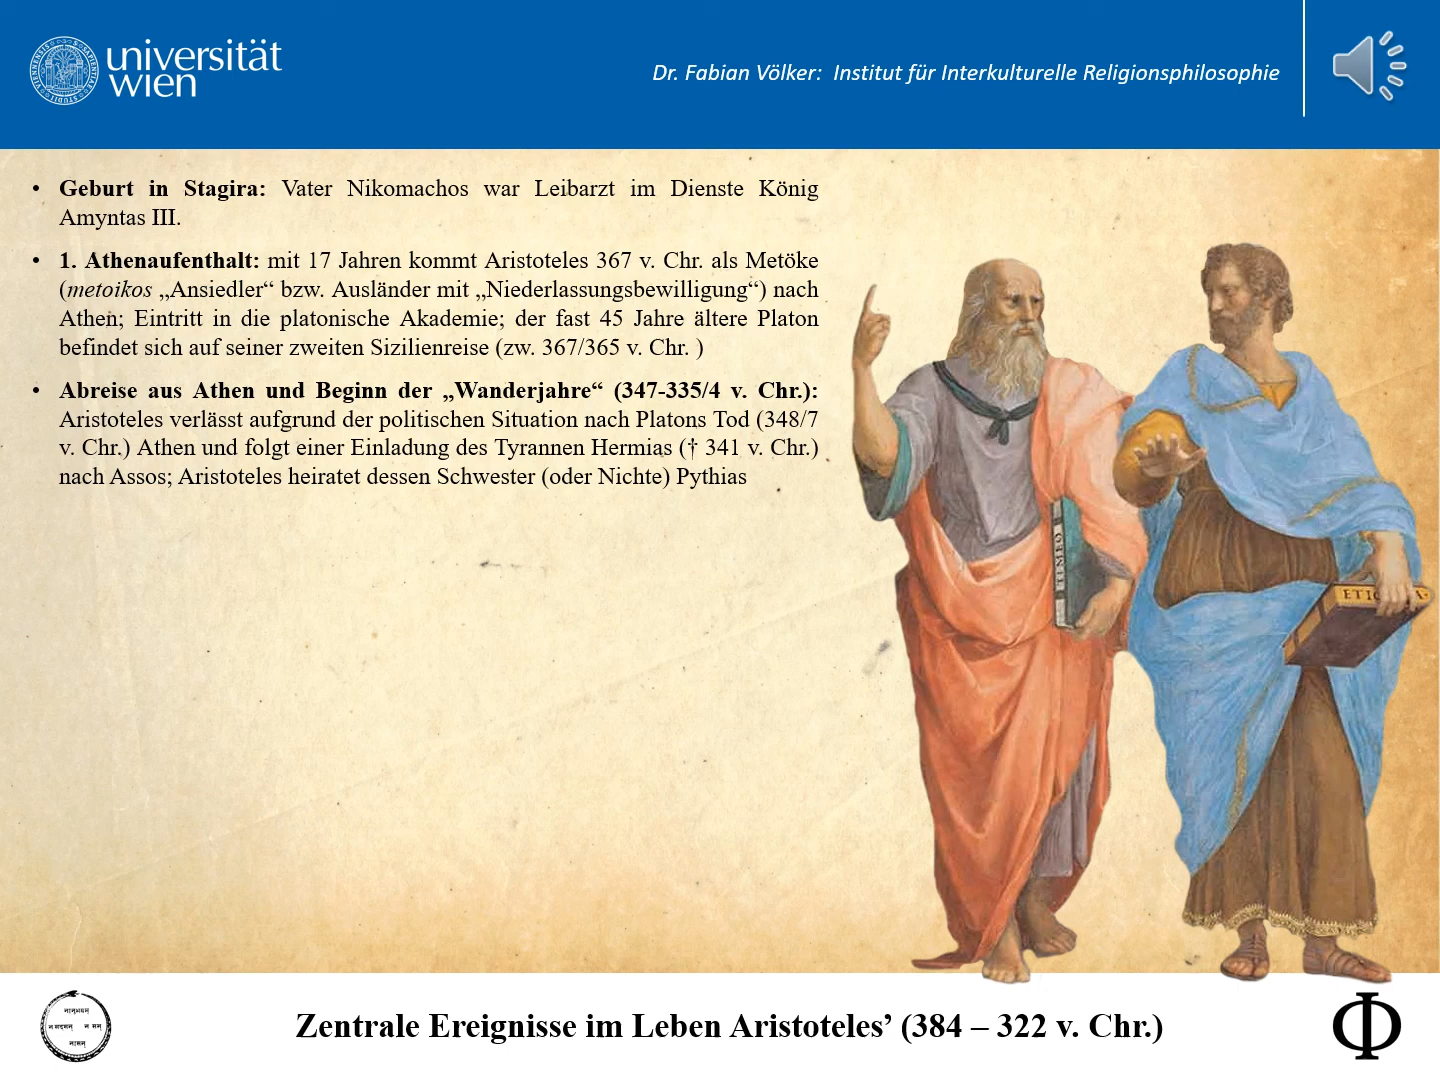 universität
wien
Dr. Fabian Völker: Institut für Interkulturelle Religionsphilosophie
• Geburt in Stagira: Vater Nikomachos war Leibarzt im Dienste König
Amyntas III.
• 1. Athenaufenthalt: mit 17 Jahren kommt Aristoteles 367 v. Chr. als Metöke
(metoikos „Ansiedler“ bzw. Ausländer mit „Niederlassungsbewilligung“) nach
Athen; Eintritt in die platonische Akademie; der fast 45 Jahre ältere Platon
befindet sich auf seiner zweiten Sizilienreise (zw. 367/365 v. Chr. )
• Abreise aus Athen und Beginn der „Wanderjahre“ (347-335/4 v. Chr.):
Aristoteles verlässt aufgrund der politischen Situation nach Platons Tod (348/7
v. Chr.) Athen und folgt einer Einladung des Tyrannen Hermias († 341 v. Chr.)
nach Assos; Aristoteles heiratet dessen Schwester (oder Nichte) Pythias
TIMEO
ETIC
Zentrale Ereignisse im Leben Aristoteles’ (384 – 322 v. Chr.)
Φ